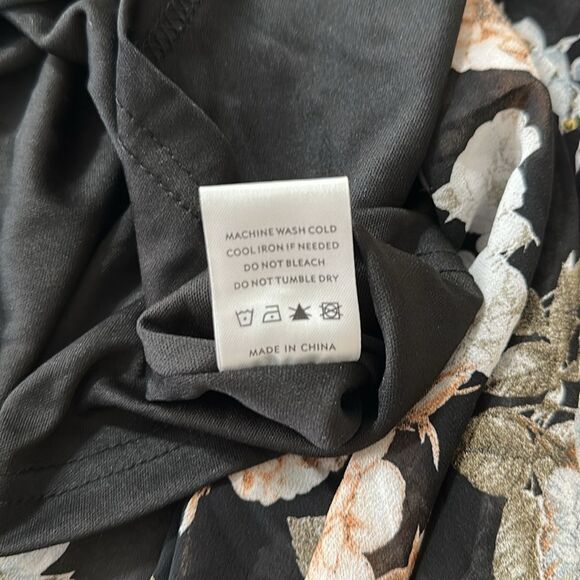 MACHINE WASH COLD
COOL IRON IF NEEDED
DO NOT BLEACH
DO NOT TUMBLE DRY
MADE IN CHINA